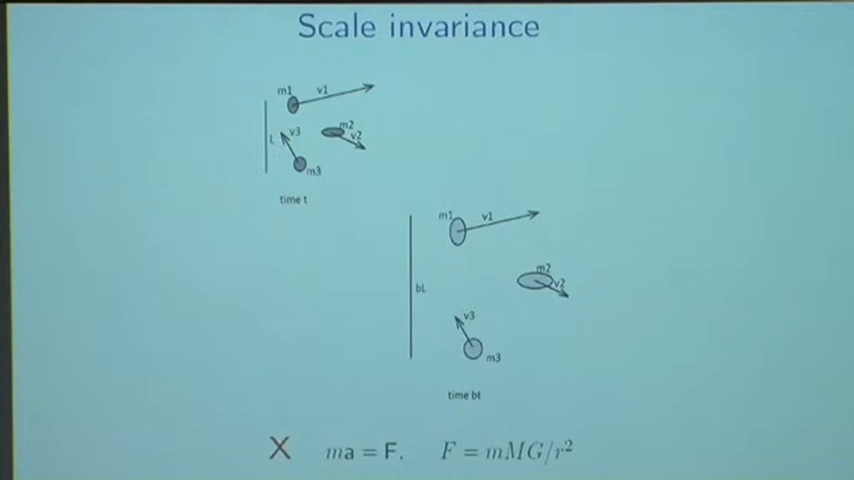 Scale invariance
m1 v1
L v3 m2
v2
m3
time t
m1 v1
m2
bL v2
v3
m3
time bt
X ma = F. F = mMG/r²